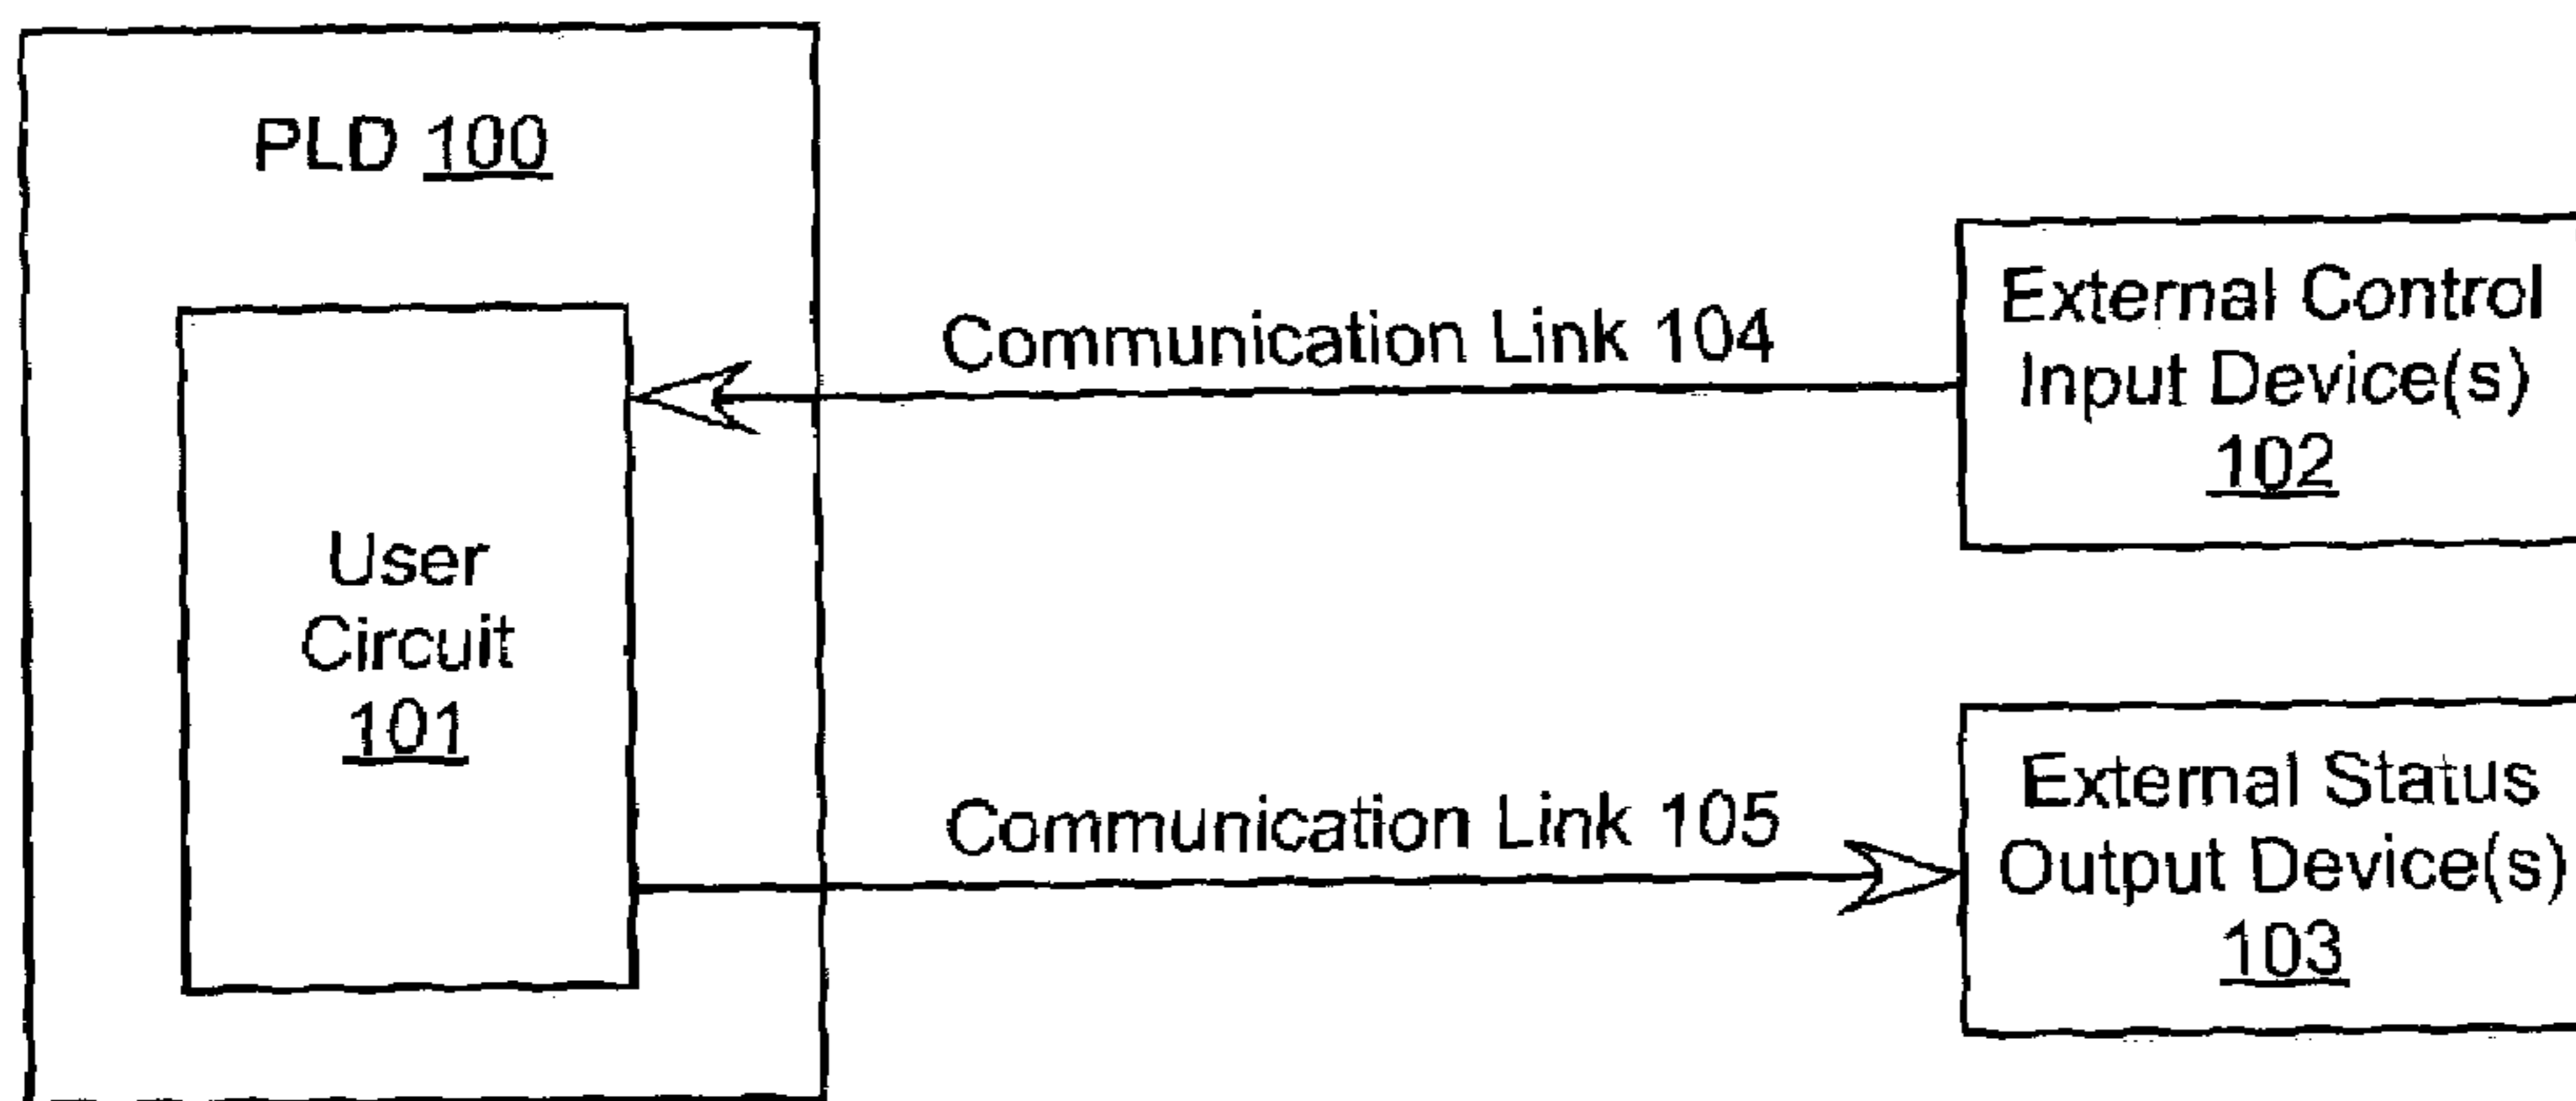 PLD 100
User
Circuit
101
Communication Link 104
External Control
Input Device(s)
102
Communication Link 105
External Status
Output Device(s)
103